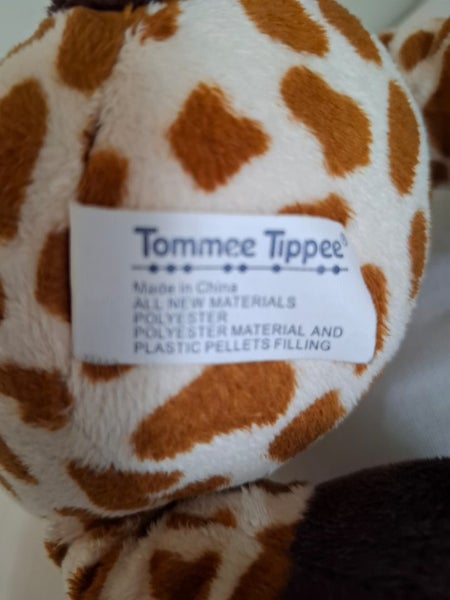 Tommee Tippee
Made in China
ALL NEW MATERIALS
POLYESTER
POLYESTER MATERIAL AND
PLASTIC PELLETS FILLING